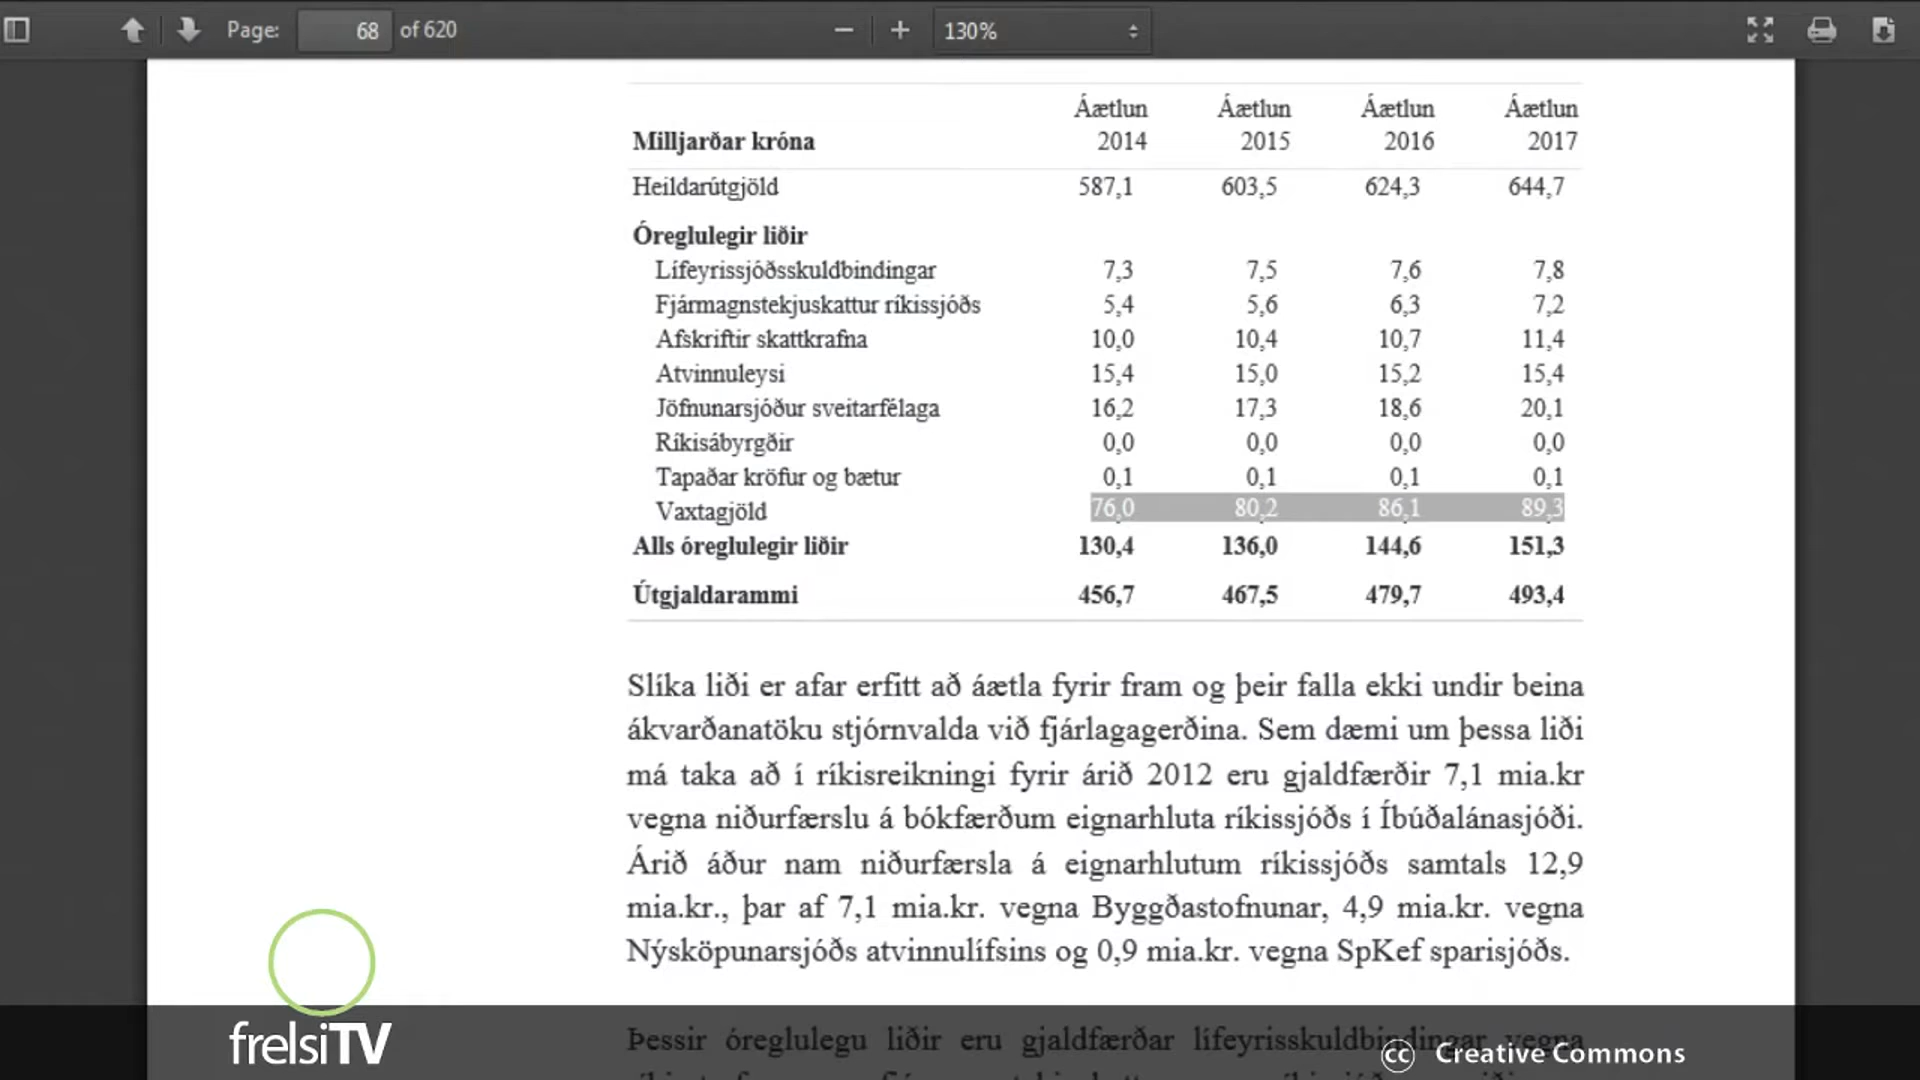 Page: 68 of 620 130%
Áætlun Áætlun Áætlun Áætlun
Milljarðar króna 2014 2015 2016 2017
Heildarútgjöld 587,1 603,5 624,3 644,7
Óreglulegir liðir
Lífeyrissjóðsskuldbindingar 7,3 7,5 7,6 7,8
Fjármagnstekjuskattur ríkissjóðs 5,4 5,6 6,3 7,2
Afskriftir skattkrafna 10,0 10,4 10,7 11,4
Atvinnuleysi 15,4 15,0 15,2 15,4
Jöfnunarsjóður sveitarfélaga 16,2 17,3 18,6 20,1
Ríkisábyrgðir 0,0 0,0 0,0 0,0
Tapaðar kröfur og bætur 0,1 0,1 0,1 0,1
Vaxtagjöld 76,0 80,2 86,1 89,3
Alls óreglulegir liðir 130,4 136,0 144,6 151,3
Útgjaldarammi 456,7 467,5 479,7 493,4
Slíka liði er afar erfitt að áætla fyrir fram og þeir falla ekki undir beina
ákvarðanatöku stjórnvalda við fjárlagagerðina. Sem dæmi um þessa liði
má taka að í ríkisreikningi fyrir árið 2012 eru gjaldfærðir 7,1 mia.kr
vegna niðurfærslu á bókfærðum eignarhluta ríkissjóðs í Íbúðalánasjóði.
Árið áður nam niðurfærsla á eignarhlutum ríkissjóðs samtals 12,9
mia.kr., þar af 7,1 mia.kr. vegna Byggðastofnunar, 4,9 mia.kr. vegna
Nýsköpunarsjóðs atvinnulífsins og 0,9 mia.kr. vegna SpKef sparisjóðs.
Þessir óreglulegu liðir eru gjaldfærðar lífeyrisskuldbindingar vegna
frelsiTV
cc Creative Commons